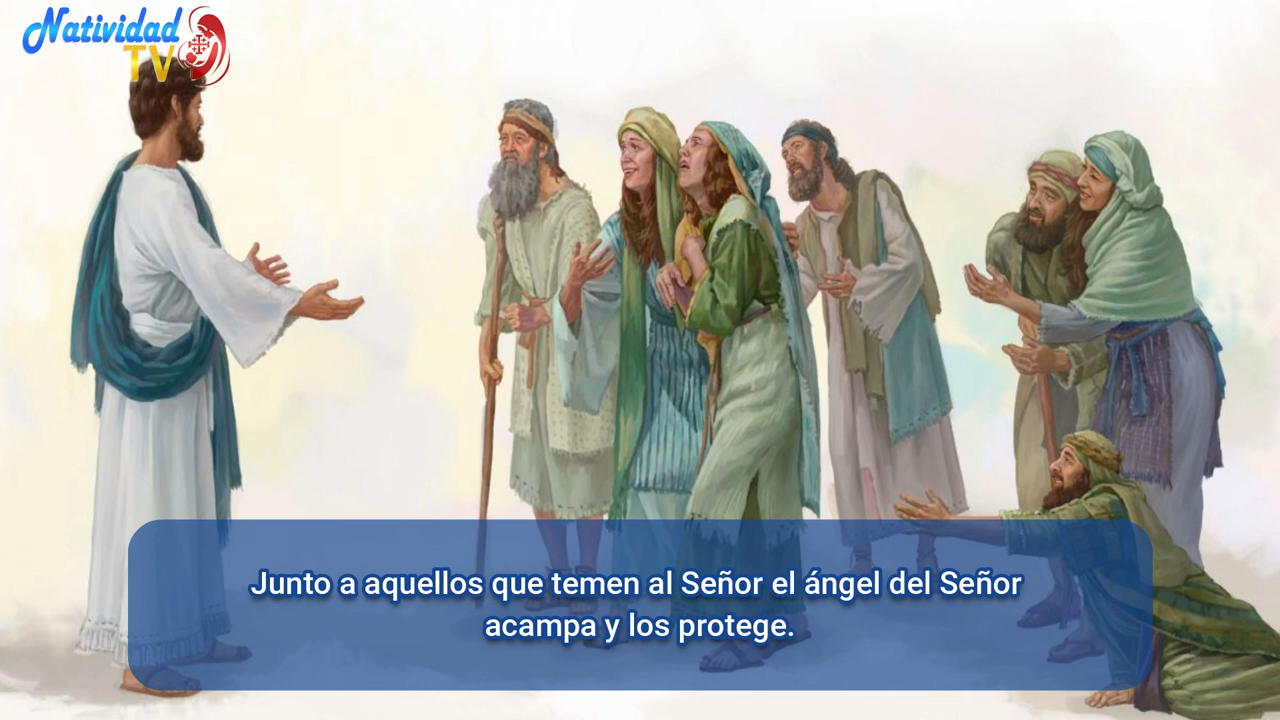 Natividad
TV
Junto a aquellos que temen al Señor el ángel del Señor
acampa y los protege.